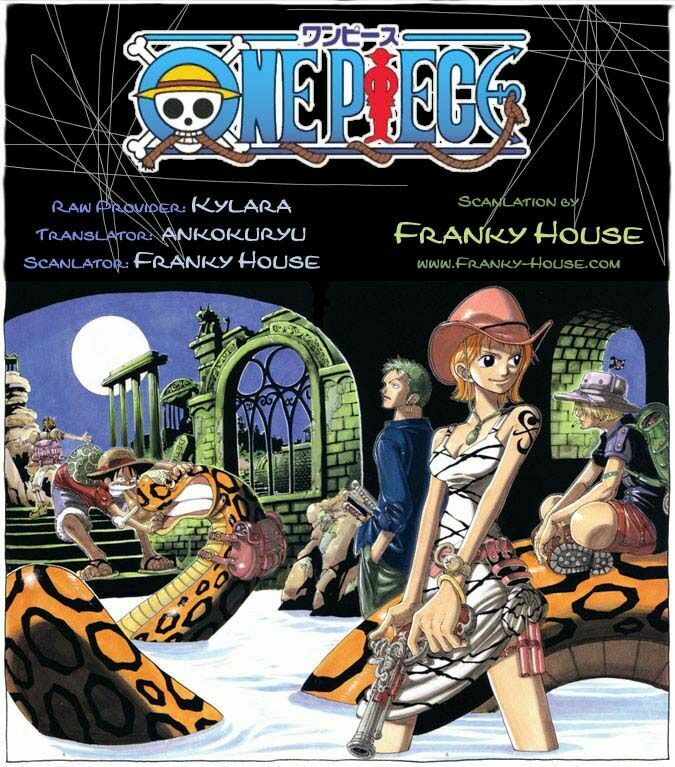 ワンピース
ONE PIECE
Raw Provider: Kylara
Translator: ankokuryu
Scanlator: Franky House
Scanlation by
Franky House
www.Franky-House.com